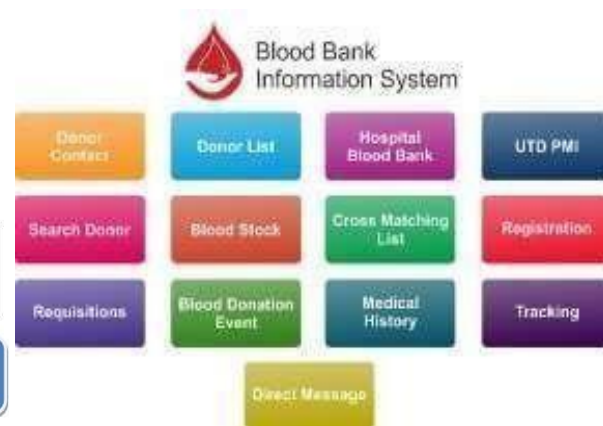 Blood Bank
Information System
Donor
Contact
Donor List
Hospital
Blood Bank
UTD PMI
Search Donor
Blood Stock
Cross Matching
List
Registration
Requisitions
Blood Donation
Event
Medical
History
Tracking
Direct Message